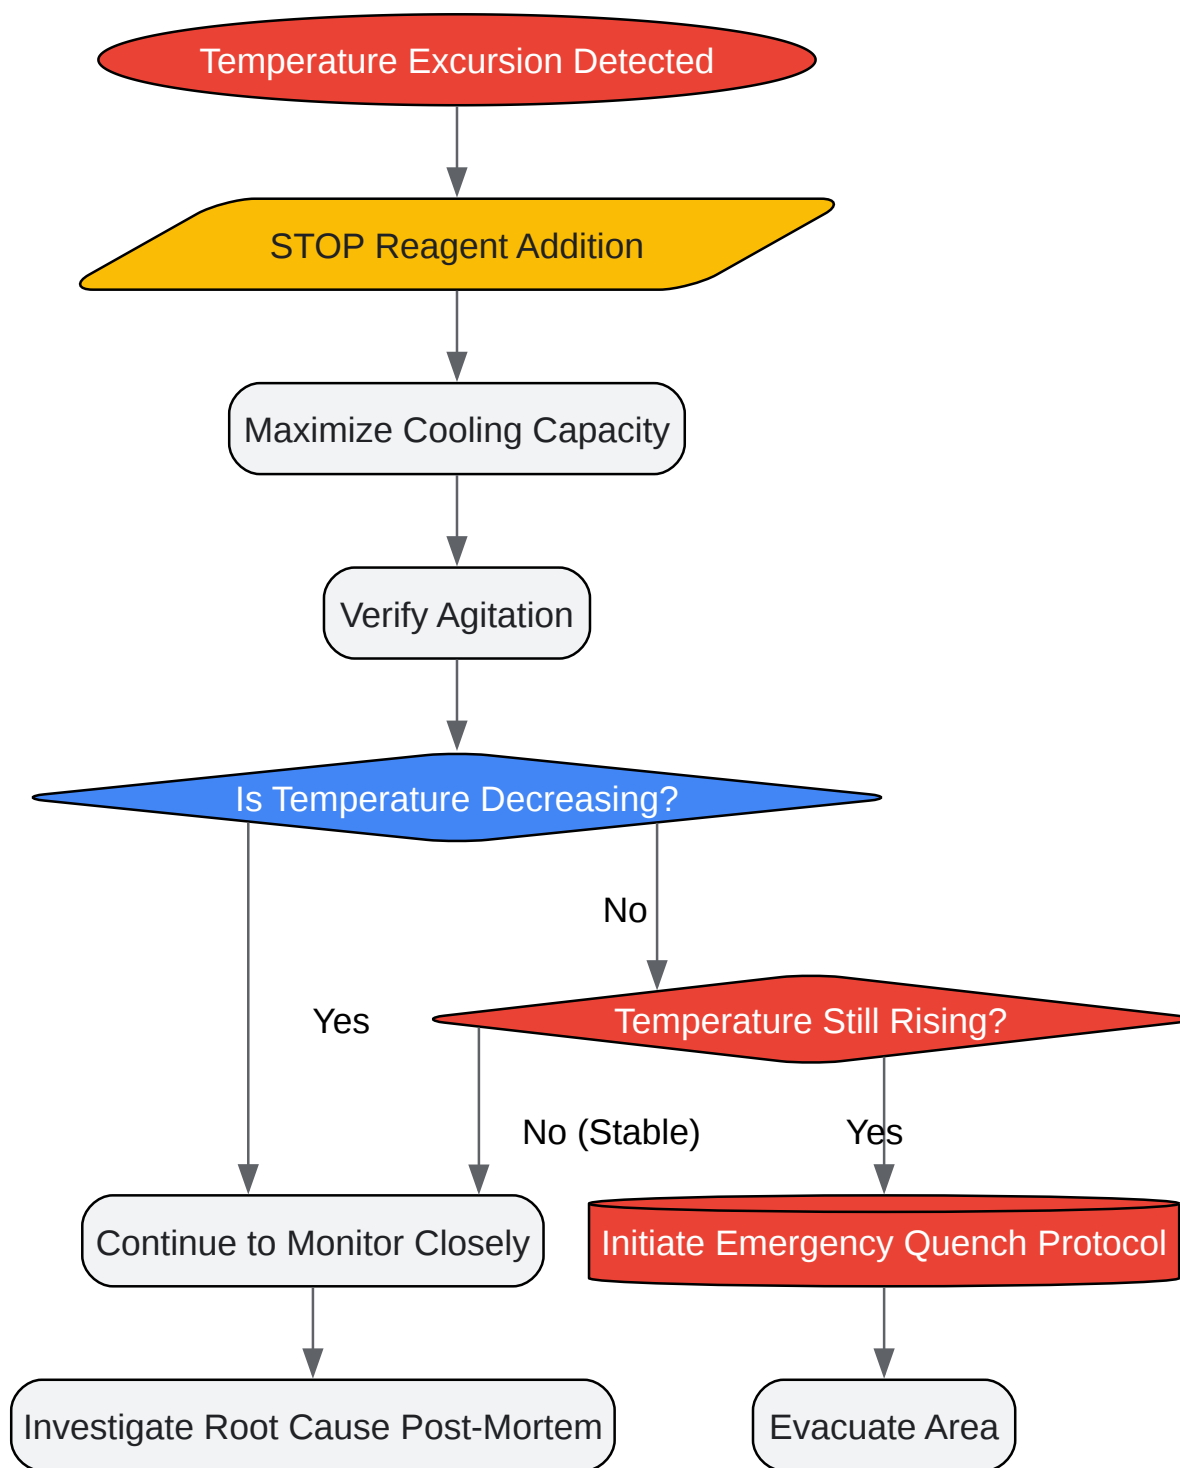 Temperature Excursion Detected
STOP Reagent Addition
Maximize Cooling Capacity
Verify Agitation
Is Temperature Decreasing?
No
Yes
Temperature Still Rising?
No (Stable)
Yes
Continue to Monitor Closely
Initiate Emergency Quench Protocol
Investigate Root Cause Post-Mortem
Evacuate Area